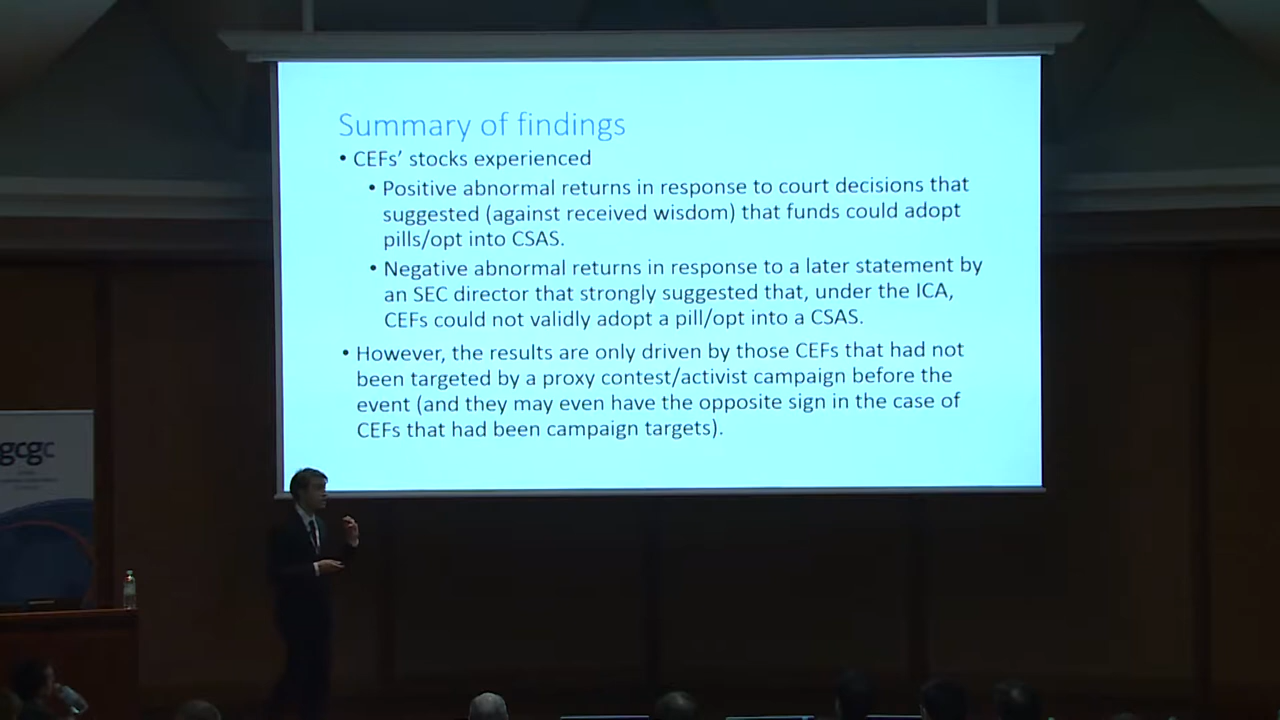 Summary of findings
• CEFs’ stocks experienced
• Positive abnormal returns in response to court decisions that
suggested (against received wisdom) that funds could adopt
pills/opt into CSAS.
• Negative abnormal returns in response to a later statement by
an SEC director that strongly suggested that, under the ICA,
CEFs could not validly adopt a pill/opt into a CSAS.
• However, the results are only driven by those CEFs that had not
been targeted by a proxy contest/activist campaign before the
event (and they may even have the opposite sign in the case of
CEFs that had been campaign targets).
gcgc